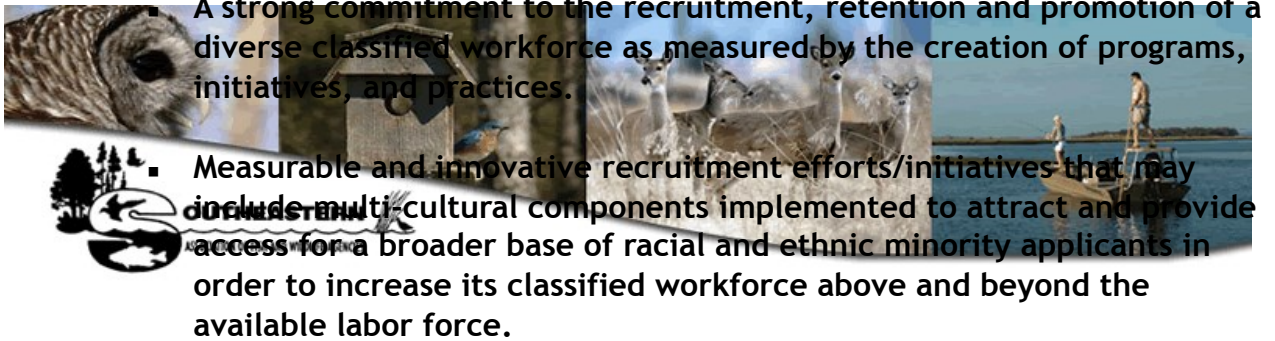 ▪ A strong commitment to the recruitment, retention and promotion of a
diverse classified workforce as measured by the creation of programs,
initiatives, and practices.
▪ Measurable and innovative recruitment efforts/initiatives that may
include multi-cultural components implemented to attract and provide
SOUTHEASTERN
access for a broader base of racial and ethnic minority applicants in
order to increase its classified workforce above and beyond the
available labor force.